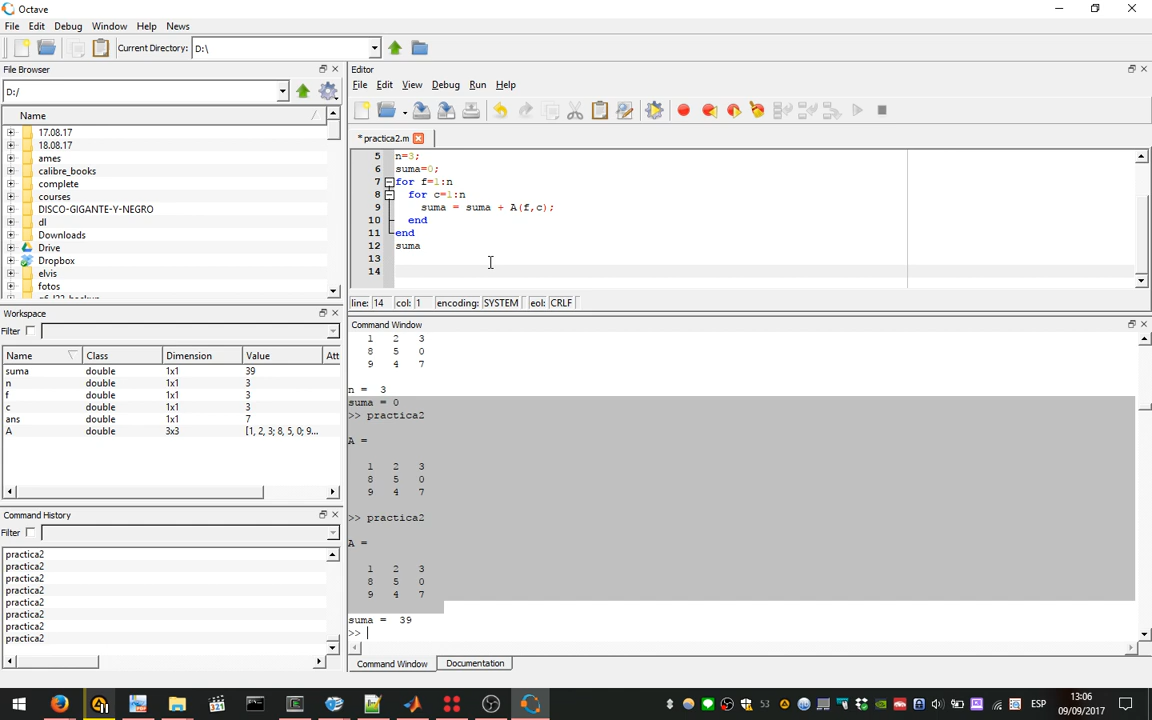 Octave
File Edit Debug Window Help News
Current Directory: D:\
File Browser
D:/
Name
17.08.17
18.08.17
ames
calibre_books
complete
courses
DISCO-GIGANTE-Y-NEGRO
dl
Downloads
Drive
Dropbox
elvis
fotos
Workspace
Filter
Name Class Dimension Value Att
suma double 1x1 39
n double 1x1 3
f double 1x1 3
c double 1x1 3
ans double 1x1 7
A double 3x3 [1, 2, 3; 8, 5, 0; 9...
Command History
Filter
practica2
practica2
practica2
practica2
practica2
practica2
practica2
practica2
Editor
File Edit View Debug Run Help
* practica2.m
5 n=3;
6 suma=0;
7 for f=1:n
8 for c=1:n
9 suma = suma + A(f,c);
10 end
11 end
12 suma
13
14
line: 14 col: 1 encoding: SYSTEM eol: CRLF
Command Window
1 2 3
8 5 0
9 4 7
n = 3
suma = 0
>> practica2
A =
1 2 3
8 5 0
9 4 7
>> practica2
A =
1 2 3
8 5 0
9 4 7
suma = 39
>>
Command Window Documentation
53 ESP 13:06
09/09/2017